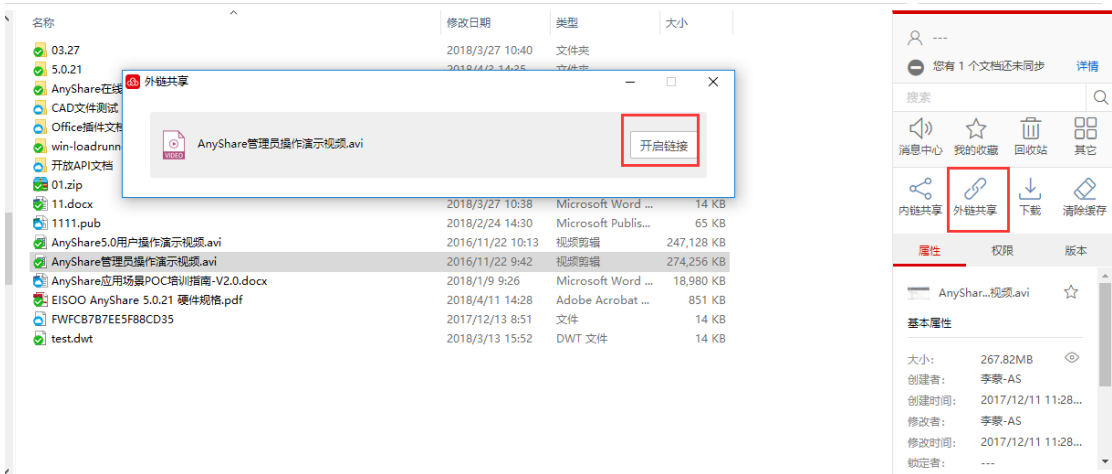 名称 修改日期 类型 大小
03.27 2018/3/27 10:40 文件夹
5.0.21 2018/4/3 14:35 文件夹
AnyShare在线
CAD文件测试
Office插件文档
win-loadrunn
开放API文档
01.zip
11.docx 2018/3/27 10:38 Microsoft Word ... 14 KB
1111.pub 2018/2/24 14:30 Microsoft Publis... 65 KB
AnyShare5.0用户操作演示视频.avi 2016/11/22 10:13 视频剪辑 247,128 KB
AnyShare管理员操作演示视频.avi 2016/11/22 9:42 视频剪辑 274,256 KB
AnyShare应用场景POC培训指南-V2.0.docx 2018/1/9 9:26 Microsoft Word ... 18,980 KB
EISOO AnyShare 5.0.21 硬件规格.pdf 2018/4/11 14:28 Adobe Acrobat ... 851 KB
FWFCB7B7EE5F88CD35 2017/12/13 8:51 文件 14 KB
test.dwt 2018/3/13 15:52 DWT 文件 14 KB
外链共享
VIDEO
AnyShare管理员操作演示视频.avi
开启链接
---
您有 1 个文档还未同步 详情
搜索
消息中心 我的收藏 回收站 其它
内链共享 外链共享 下载 清除缓存
属性 权限 版本
AnyShar...视频.avi
基本属性
大小: 267.82MB
创建者: 李蒙-AS
创建时间: 2017/12/11 11:28...
修改者: 李蒙-AS
修改时间: 2017/12/11 11:28...
锁定者: ---